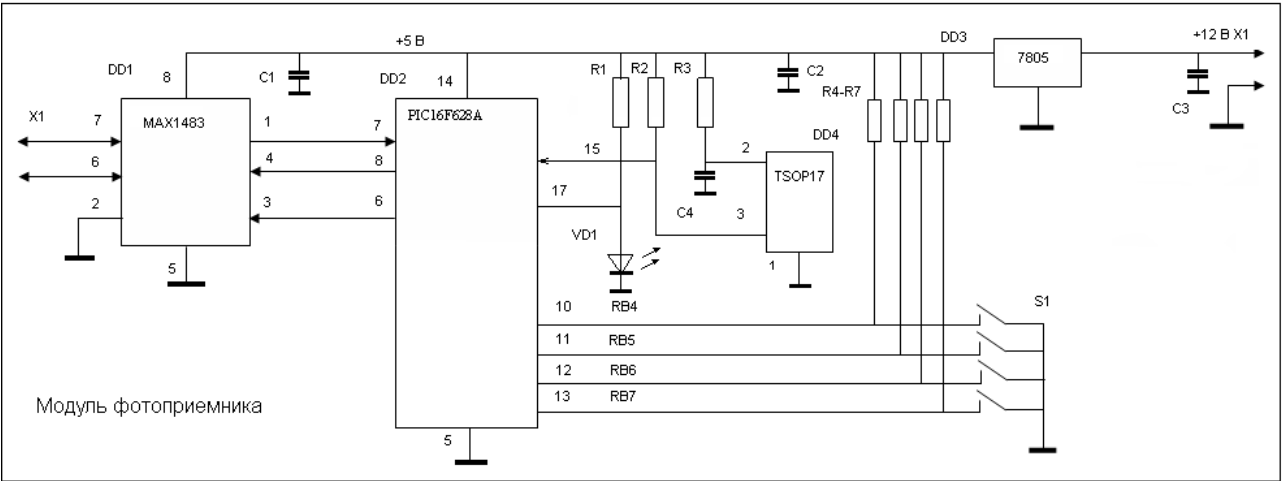 +5 В
DD3
+12 В X1
DD1
8
C1
DD2
14
R1
R2
R3
C2
7805
R4-R7
C3
X1
7
MAX1483
1
7
PIC16F628A
6
4
8
15
2
DD4
TSOP17
2
3
6
17
C4
3
VD1
5
1
10
RB4
S1
11
RB5
12
RB6
13
RB7
Модуль фотоприемника
5